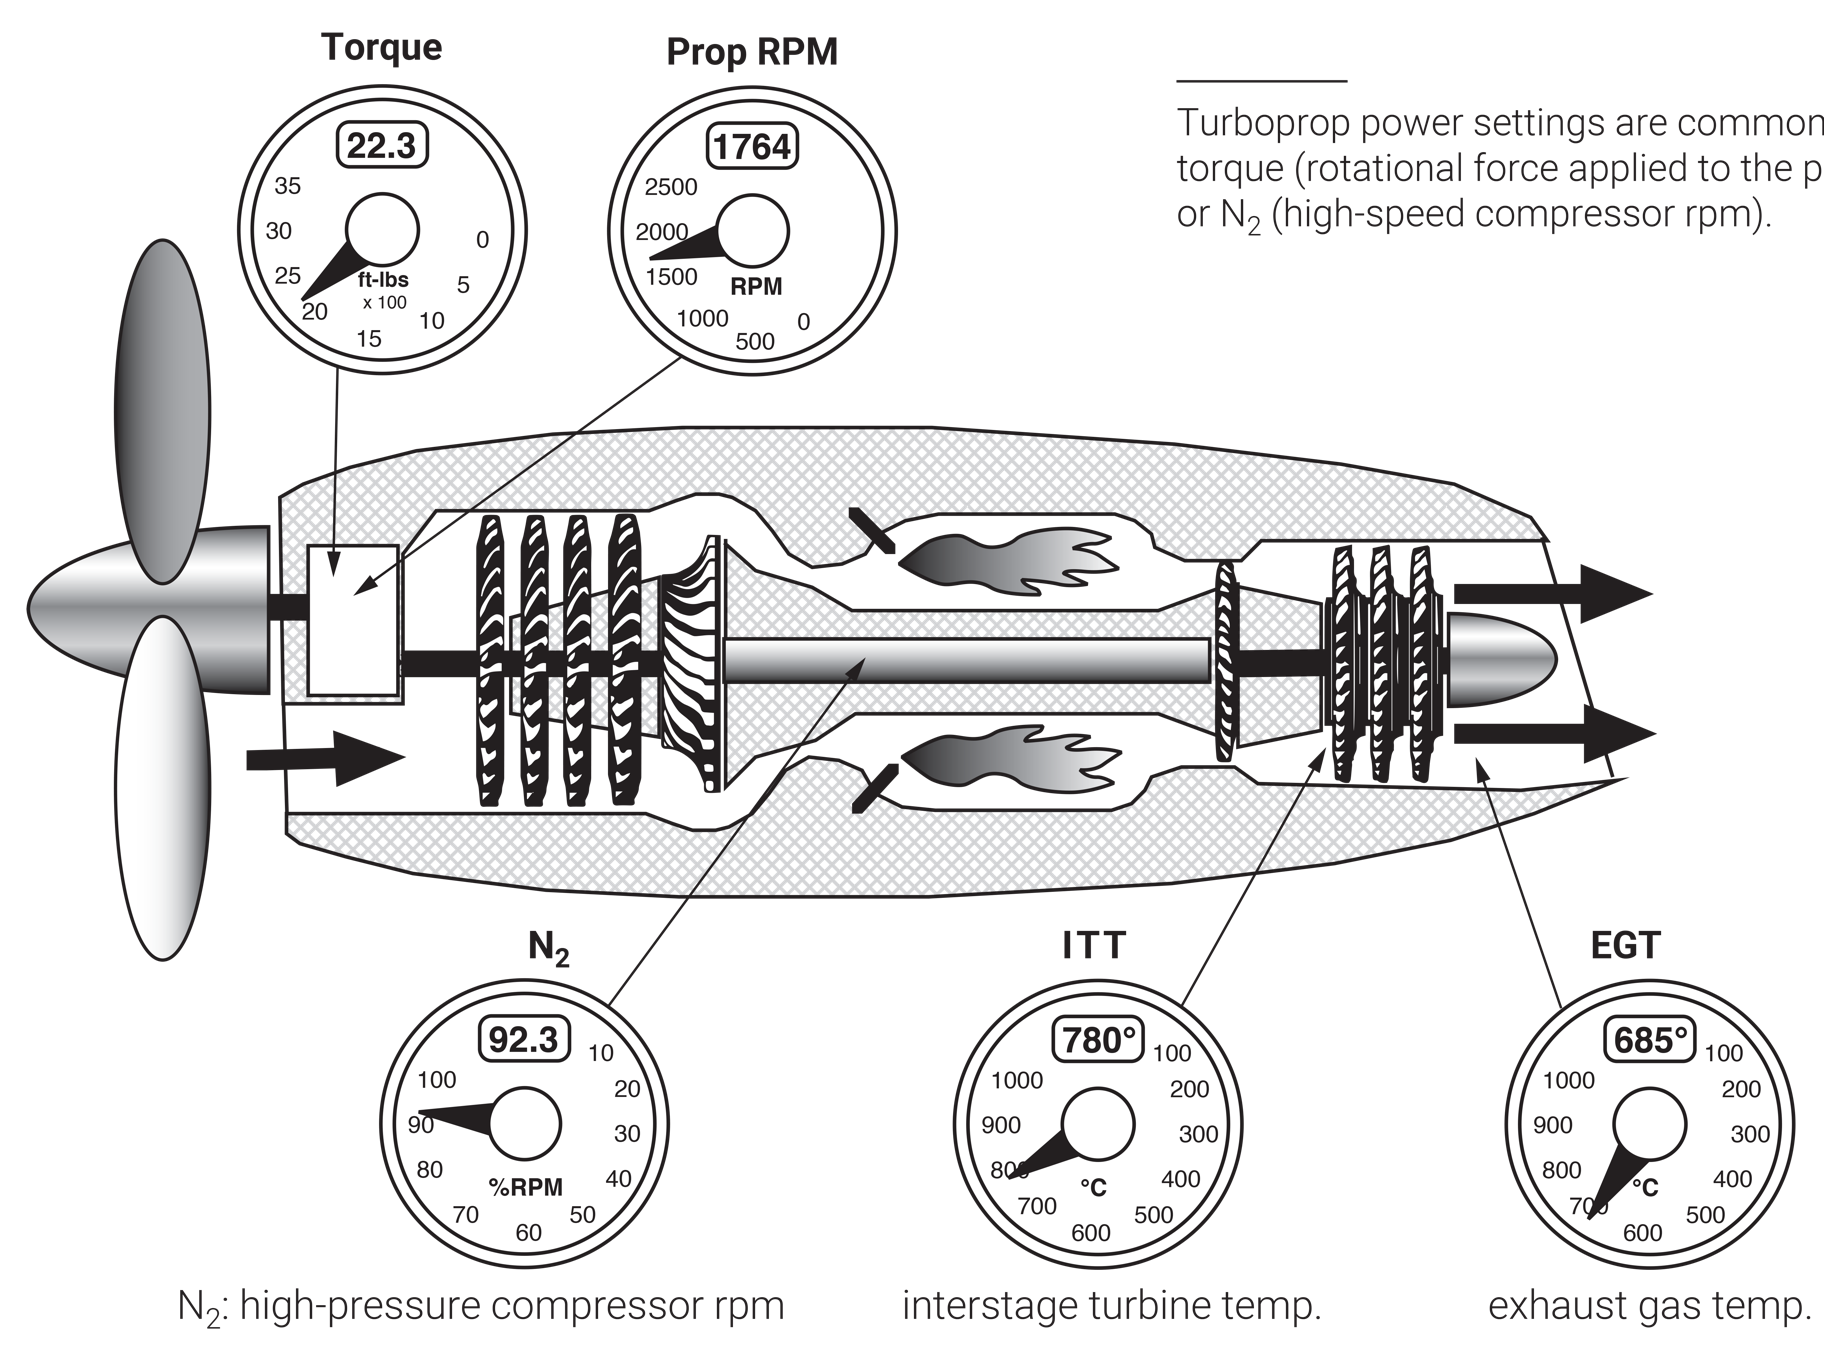 Torque
22.3
35
30
25
20
15
10
5
0
ft-lbs
x 100
Prop RPM
1764
2500
2000
1500
1000
500
0
RPM
Turboprop power settings are common
torque (rotational force applied to the p
or N₂ (high-speed compressor rpm).
N₂
92.3
10
20
30
40
50
60
70
80
90
100
%RPM
N₂: high-pressure compressor rpm
ITT
780°
100
200
300
400
500
600
700
800
900
1000
°C
interstage turbine temp.
EGT
685°
100
200
300
400
500
600
700
800
900
1000
°C
exhaust gas temp.